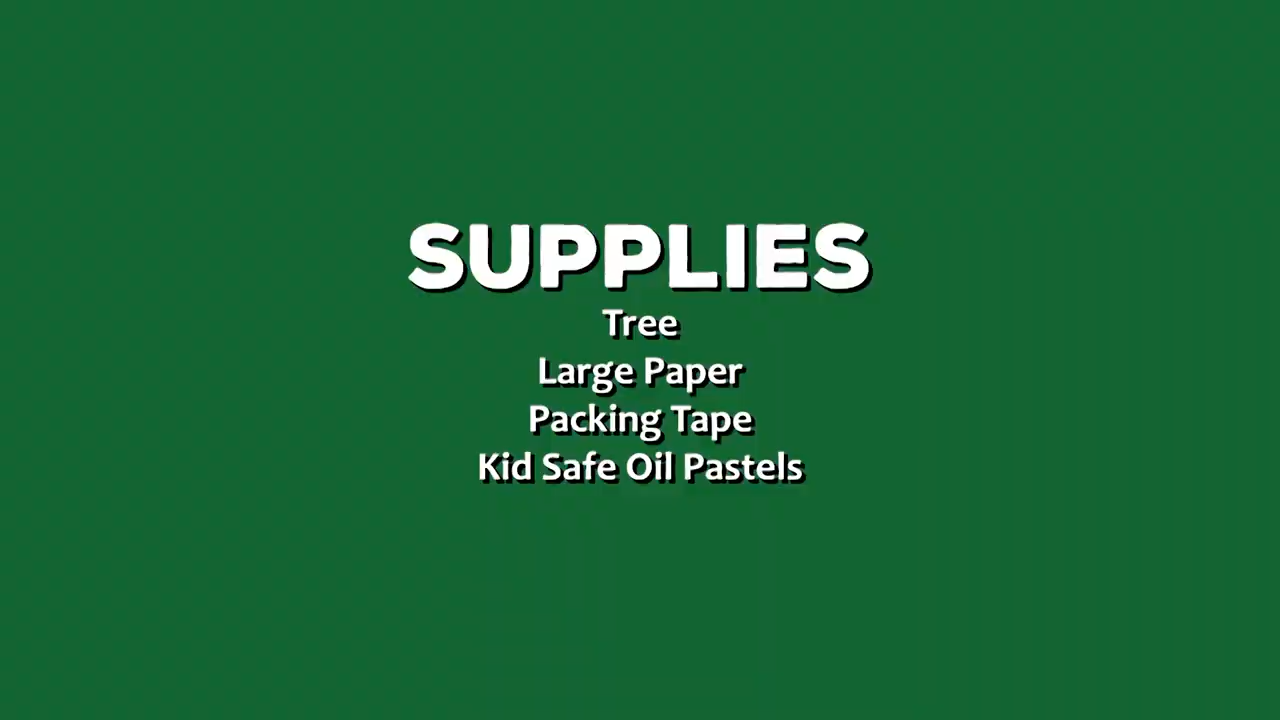 SUPPLIES
Tree
Large Paper
Packing Tape
Kid Safe Oil Pastels